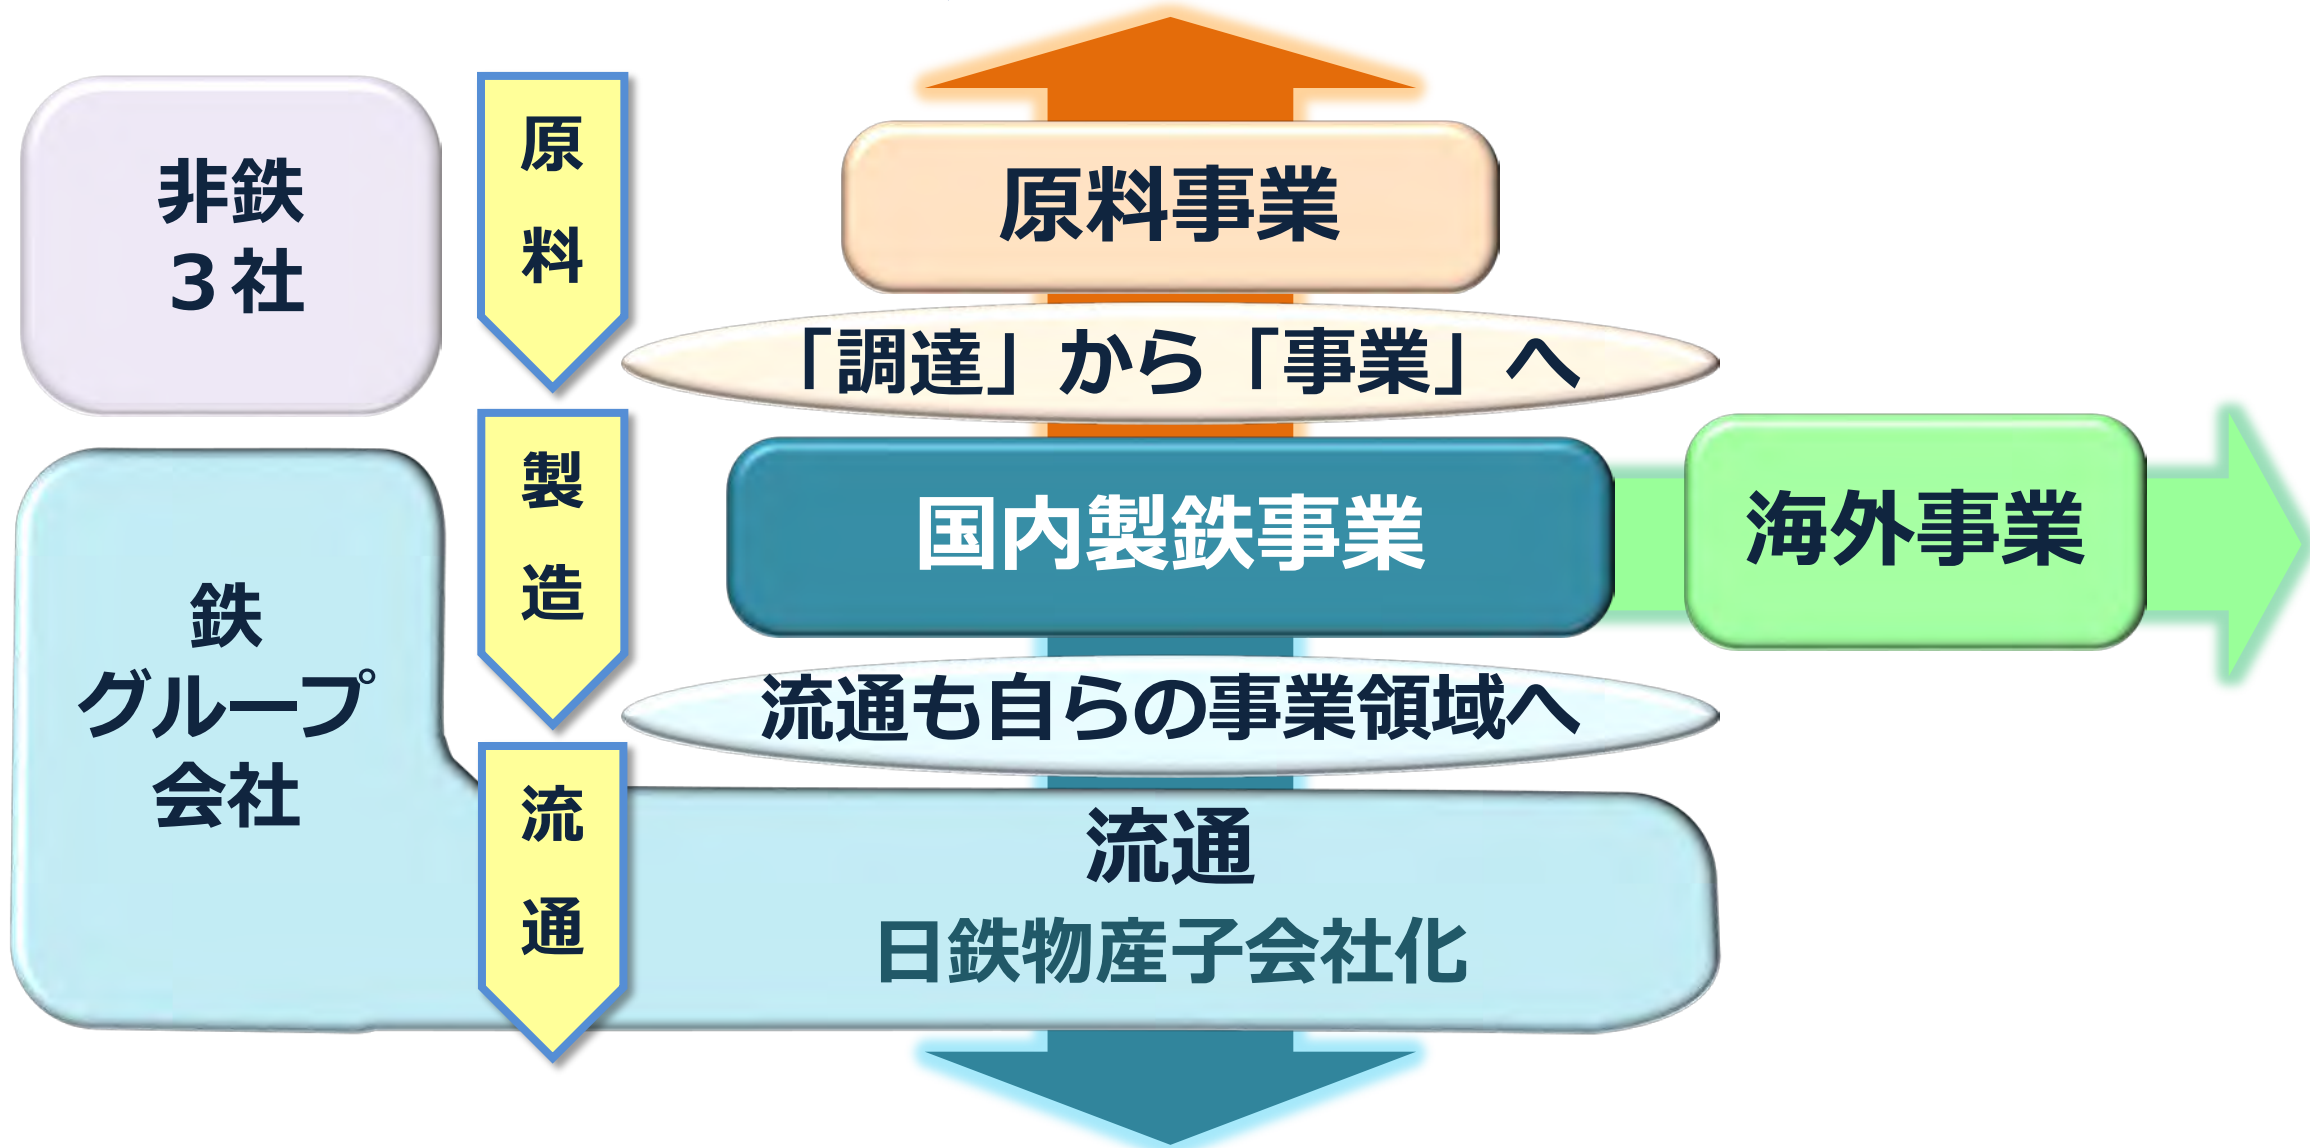 非鉄
３社
原料
原料事業
「調達」から「事業」へ
製造
国内製鉄事業
海外事業
鉄
グループ
会社
流通も自らの事業領域へ
流通
流通
日鉄物産子会社化